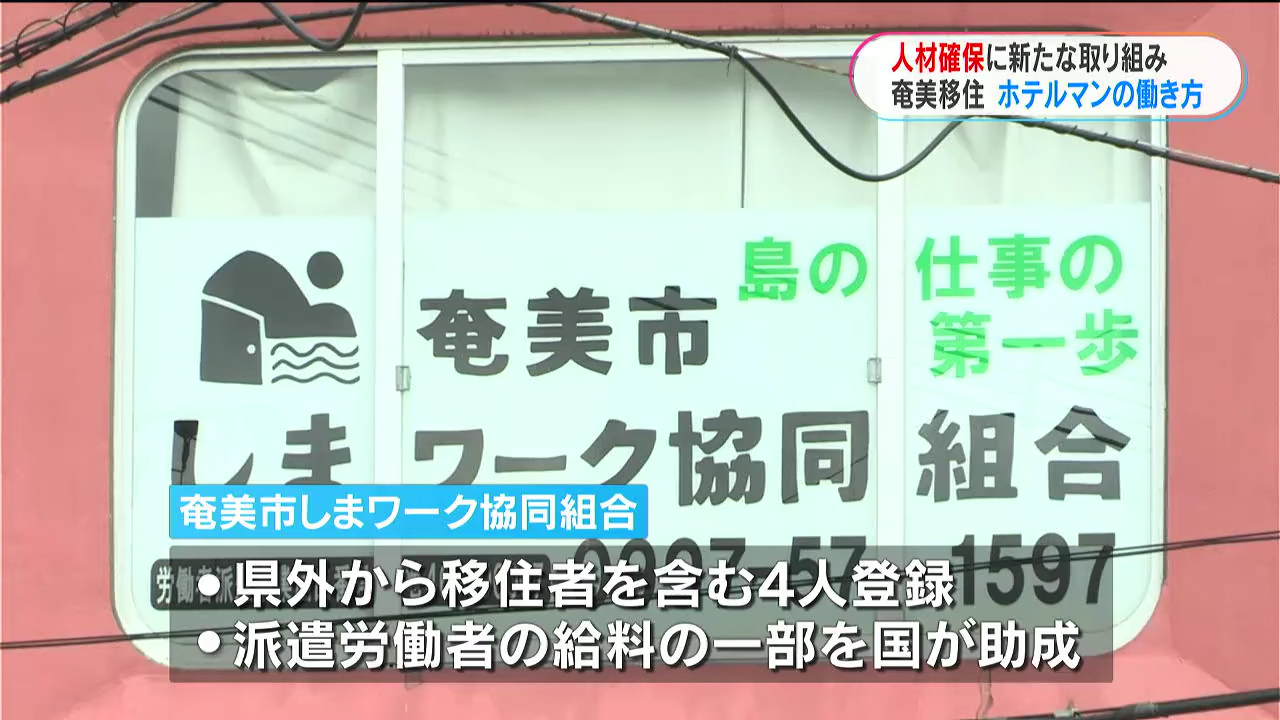 人材確保に新たな取り組み
奄美移住 ホテルマンの働き方
島の 仕事の
第一歩
奄美市
しまワーク協同組合
奄美市しまワーク協同組合
57 1597
・県外から移住者を含む4人登録
・派遣労働者の給料の一部を国が助成